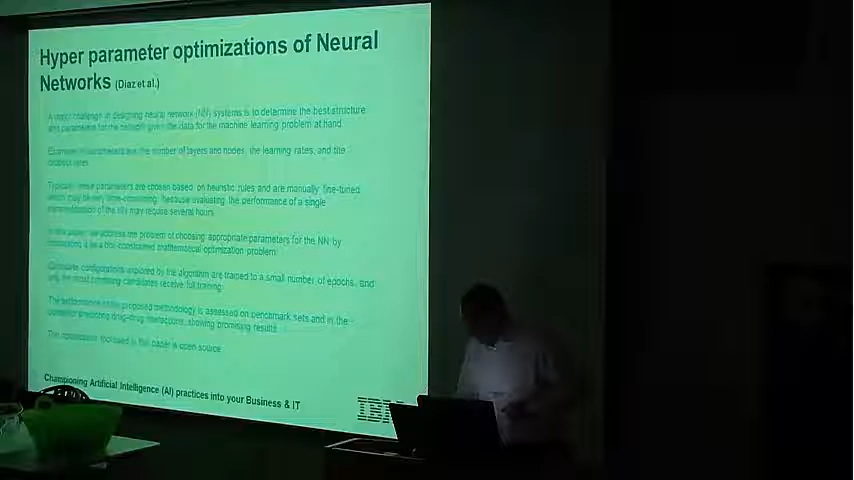 Hyper parameter optimizations of Neural
Networks (Diaz et al.)
A major challenge in designing neural network (NN) systems is to determine the best structure
and parameters for the network given the data for the machine learning problem at hand
Examples of parameters are the number of layers and nodes, the learning rates, and the
dropout rates
Typically, these parameters are chosen based on heuristic rules and are manually fine-tuned
which may be very time-consuming, because evaluating the performance of a single
parametrization of the NN may require several hours
In this paper, we address the problem of choosing appropriate parameters for the NN by
formulating it as a box-constrained mathematical optimization problem
Candidate configurations explored by the algorithm are trained to a small number of epochs, and
only the most promising candidates receive full training
The performance of the proposed methodology is assessed on benchmark sets and in the
context of predicting drug-drug interactions, showing promising results
The optimization in this paper is open source
Championing Artificial Intelligence (AI) practices into your Business & IT
IBM